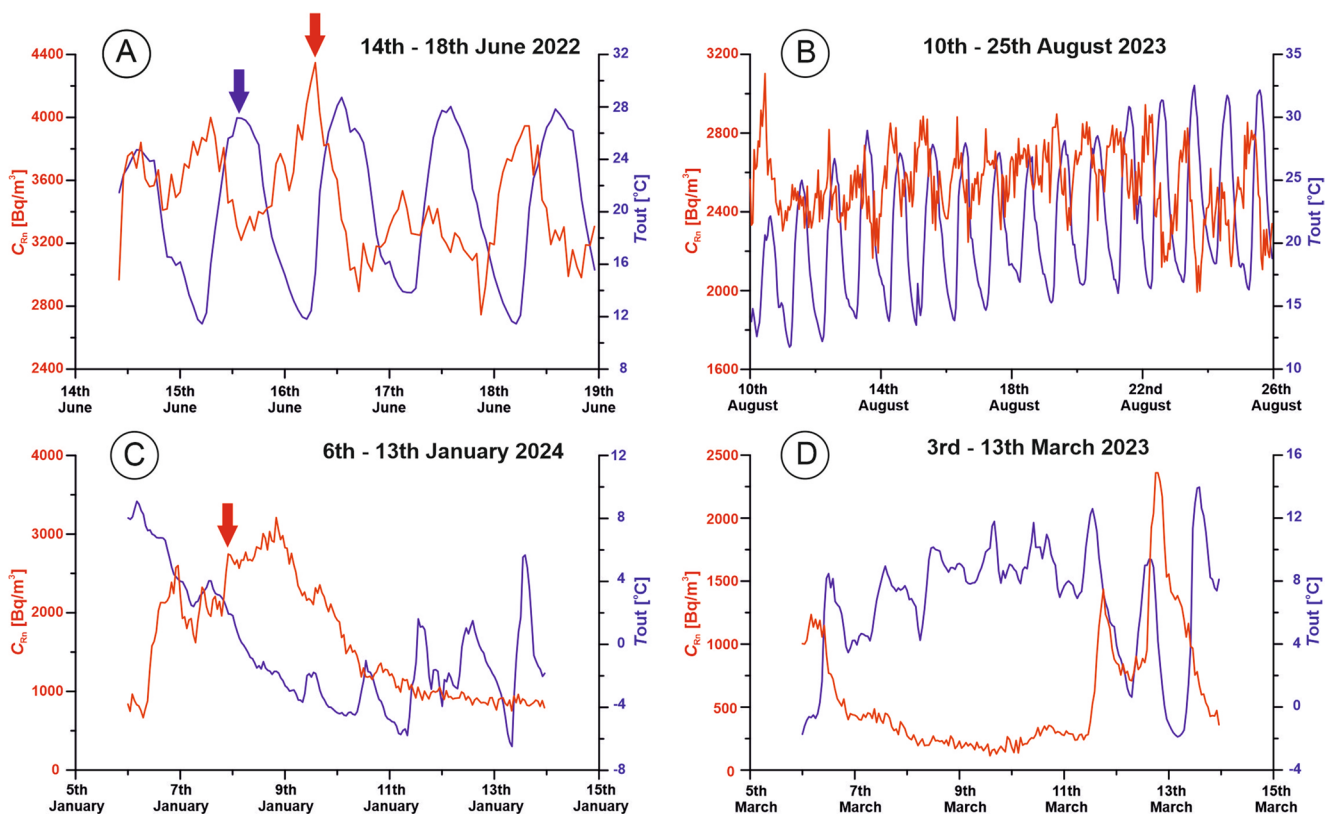 A
14th - 18th June 2022
4400
4000
3600
3200
2800
2400
C_Rn [Bq/m³]
32
28
24
20
16
12
8
Tout [°C]
14th June
15th June
16th June
17th June
18th June
19th June
B
10th - 25th August 2023
3200
2800
2400
2000
1600
C_Rn [Bq/m³]
35
30
25
20
15
10
Tout [°C]
10th August
14th August
18th August
22nd August
26th August
C
6th - 13th January 2024
4000
3000
2000
1000
0
C_Rn [Bq/m³]
12
8
4
0
-4
-8
Tout [°C]
5th January
7th January
9th January
11th January
13th January
15th January
D
3rd - 13th March 2023
2500
2000
1500
1000
500
0
C_Rn [Bq/m³]
16
12
8
4
0
-4
Tout [°C]
5th March
7th March
9th March
11th March
13th March
15th March